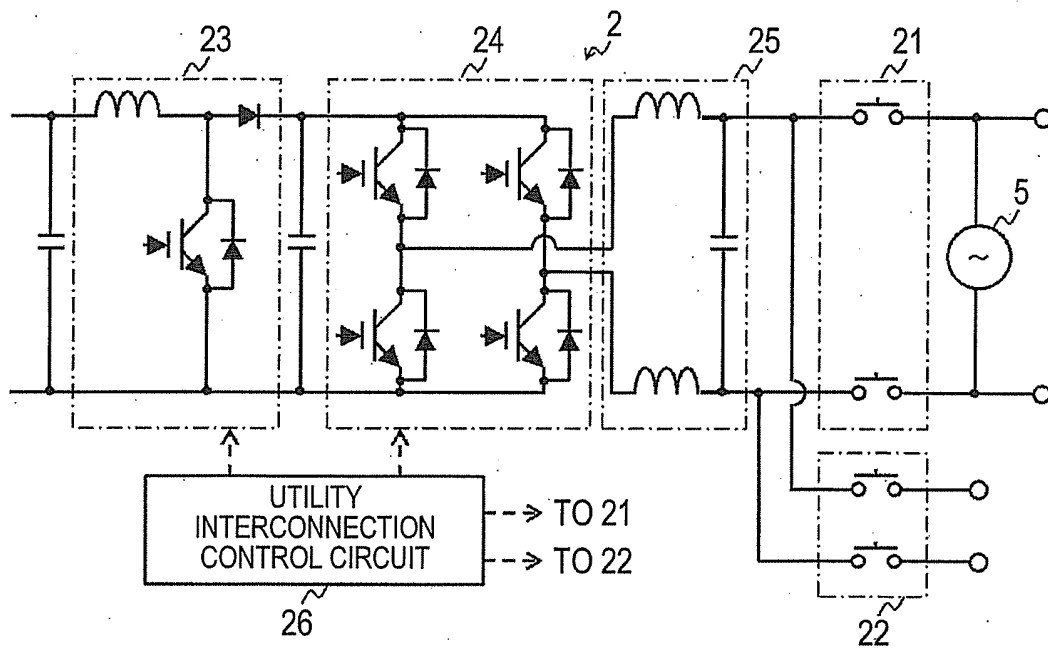 2
23
24
25
21
5
~
UTILITY
INTERCONNECTION
CONTROL CIRCUIT
TO 21
TO 22
26
22